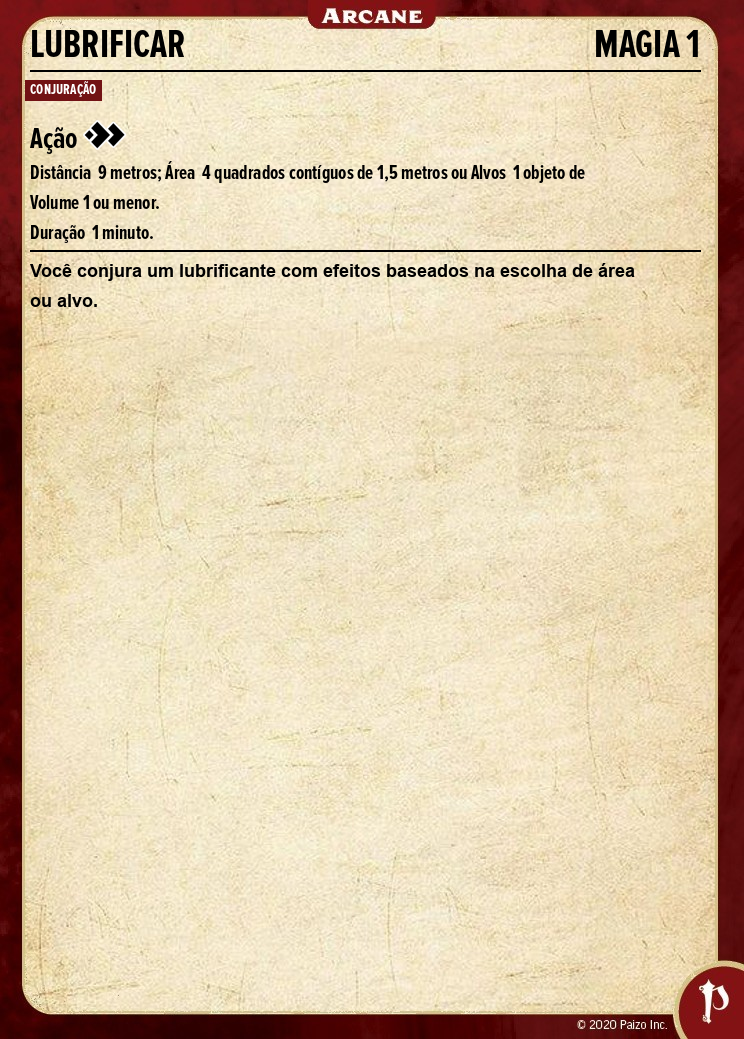 ARCANE
LUBRIFICAR MAGIA 1
CONJURAÇÃO
Ação
Distância 9 metros; Área 4 quadrados contíguos de 1,5 metros ou Alvos 1 objeto de
Volume 1 ou menor.
Duração 1 minuto.
Você conjura um lubrificante com efeitos baseados na escolha de área
ou alvo.
© 2020 Paizo Inc.